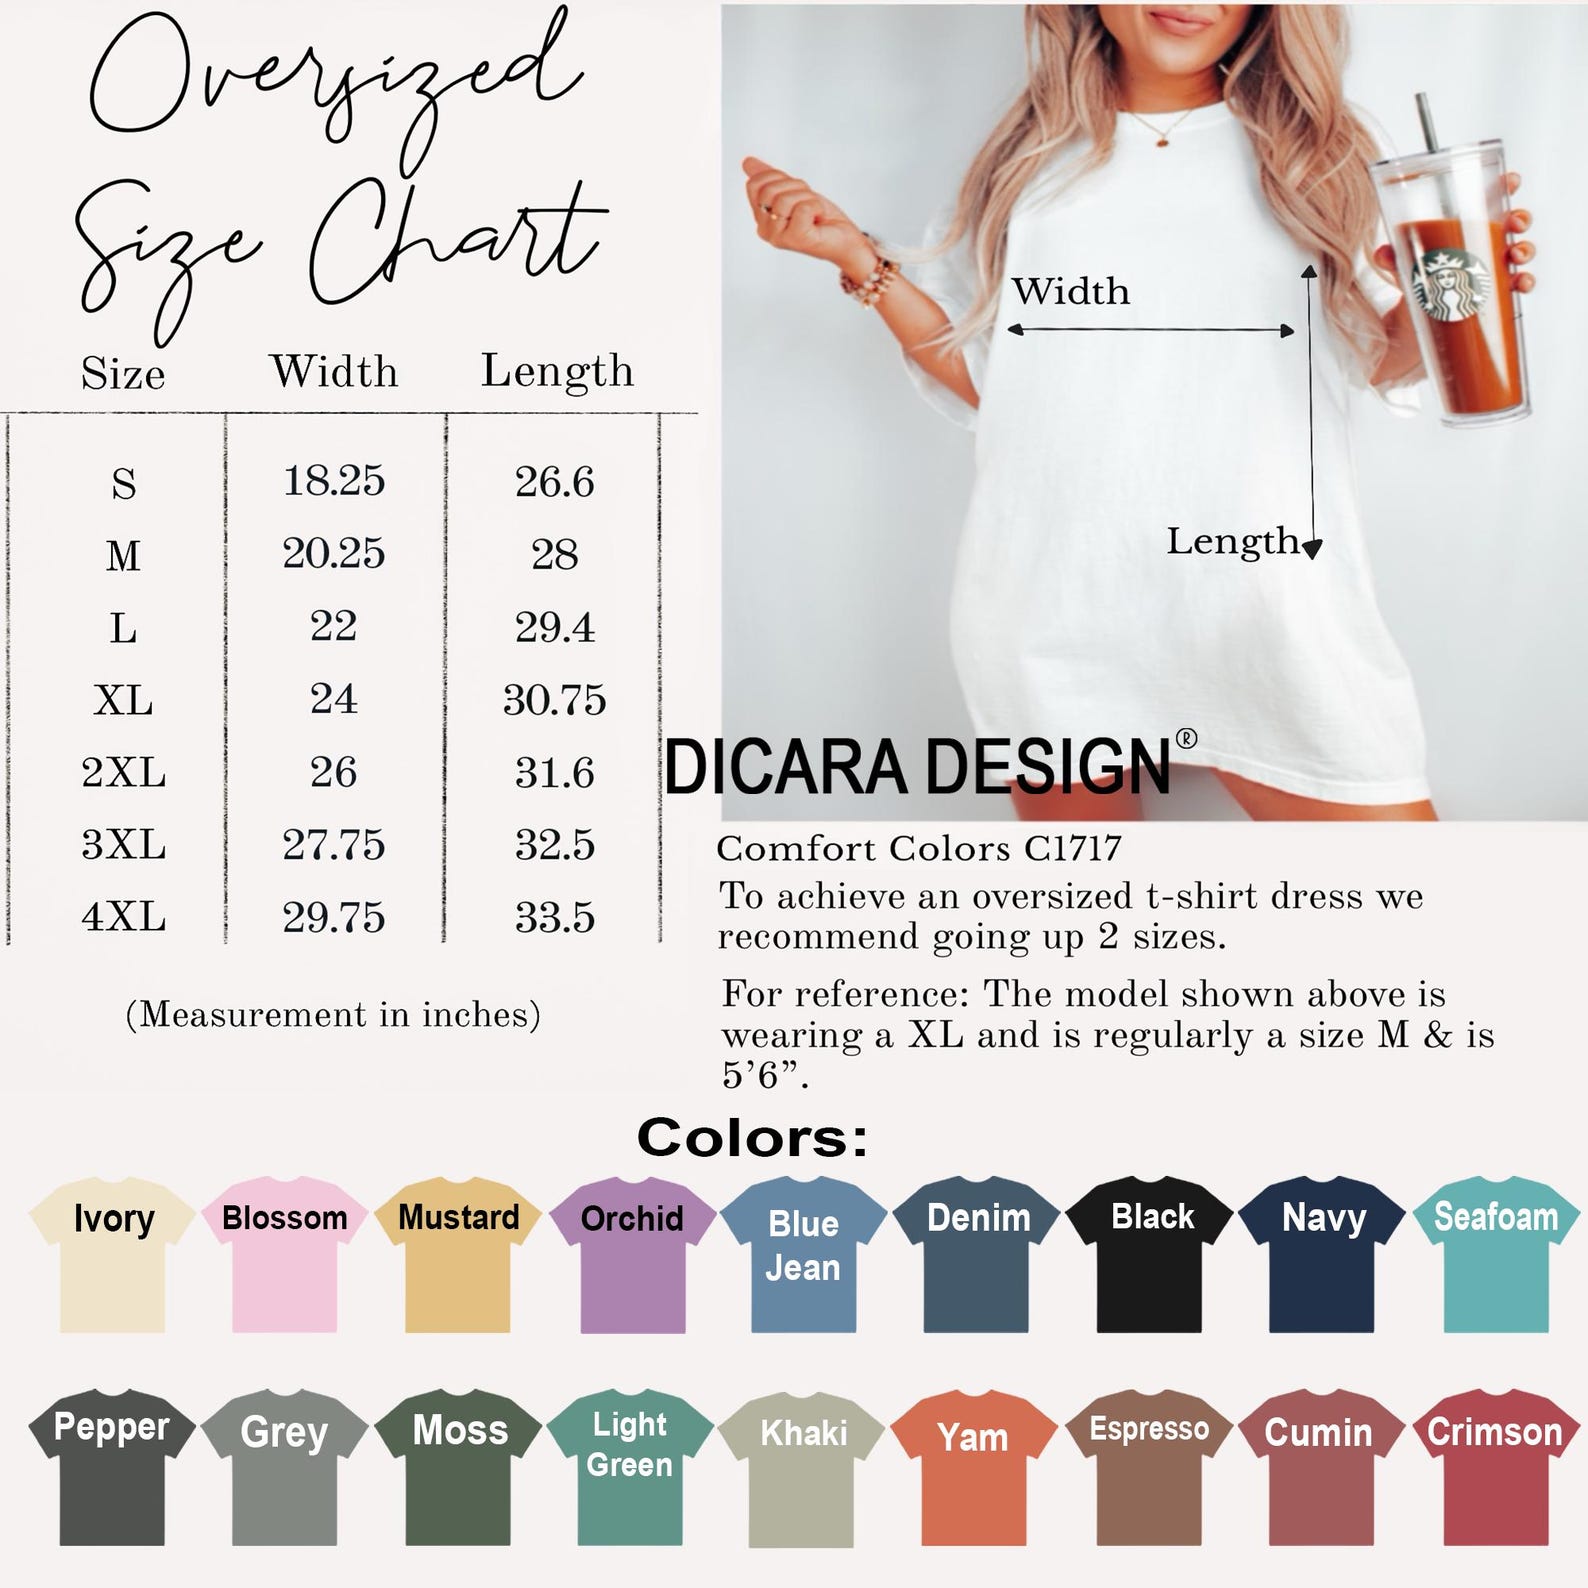 Oversized
Size Chart
Size Width Length
S 18.25 26.6
M 20.25 28
L 22 29.4
XL 24 30.75
2XL 26 31.6
3XL 27.75 32.5
4XL 29.75 33.5
(Measurement in inches)
Width
Length
DICARA DESIGN®
Comfort Colors C1717
To achieve an oversized t-shirt dress we
recommend going up 2 sizes.
For reference: The model shown above is
wearing a XL and is regularly a size M & is
5’6”.
Colors:
Ivory
Blossom
Mustard
Orchid
Blue
Jean
Denim
Black
Navy
Seafoam
Pepper
Grey
Moss
Light
Green
Khaki
Yam
Espresso
Cumin
Crimson